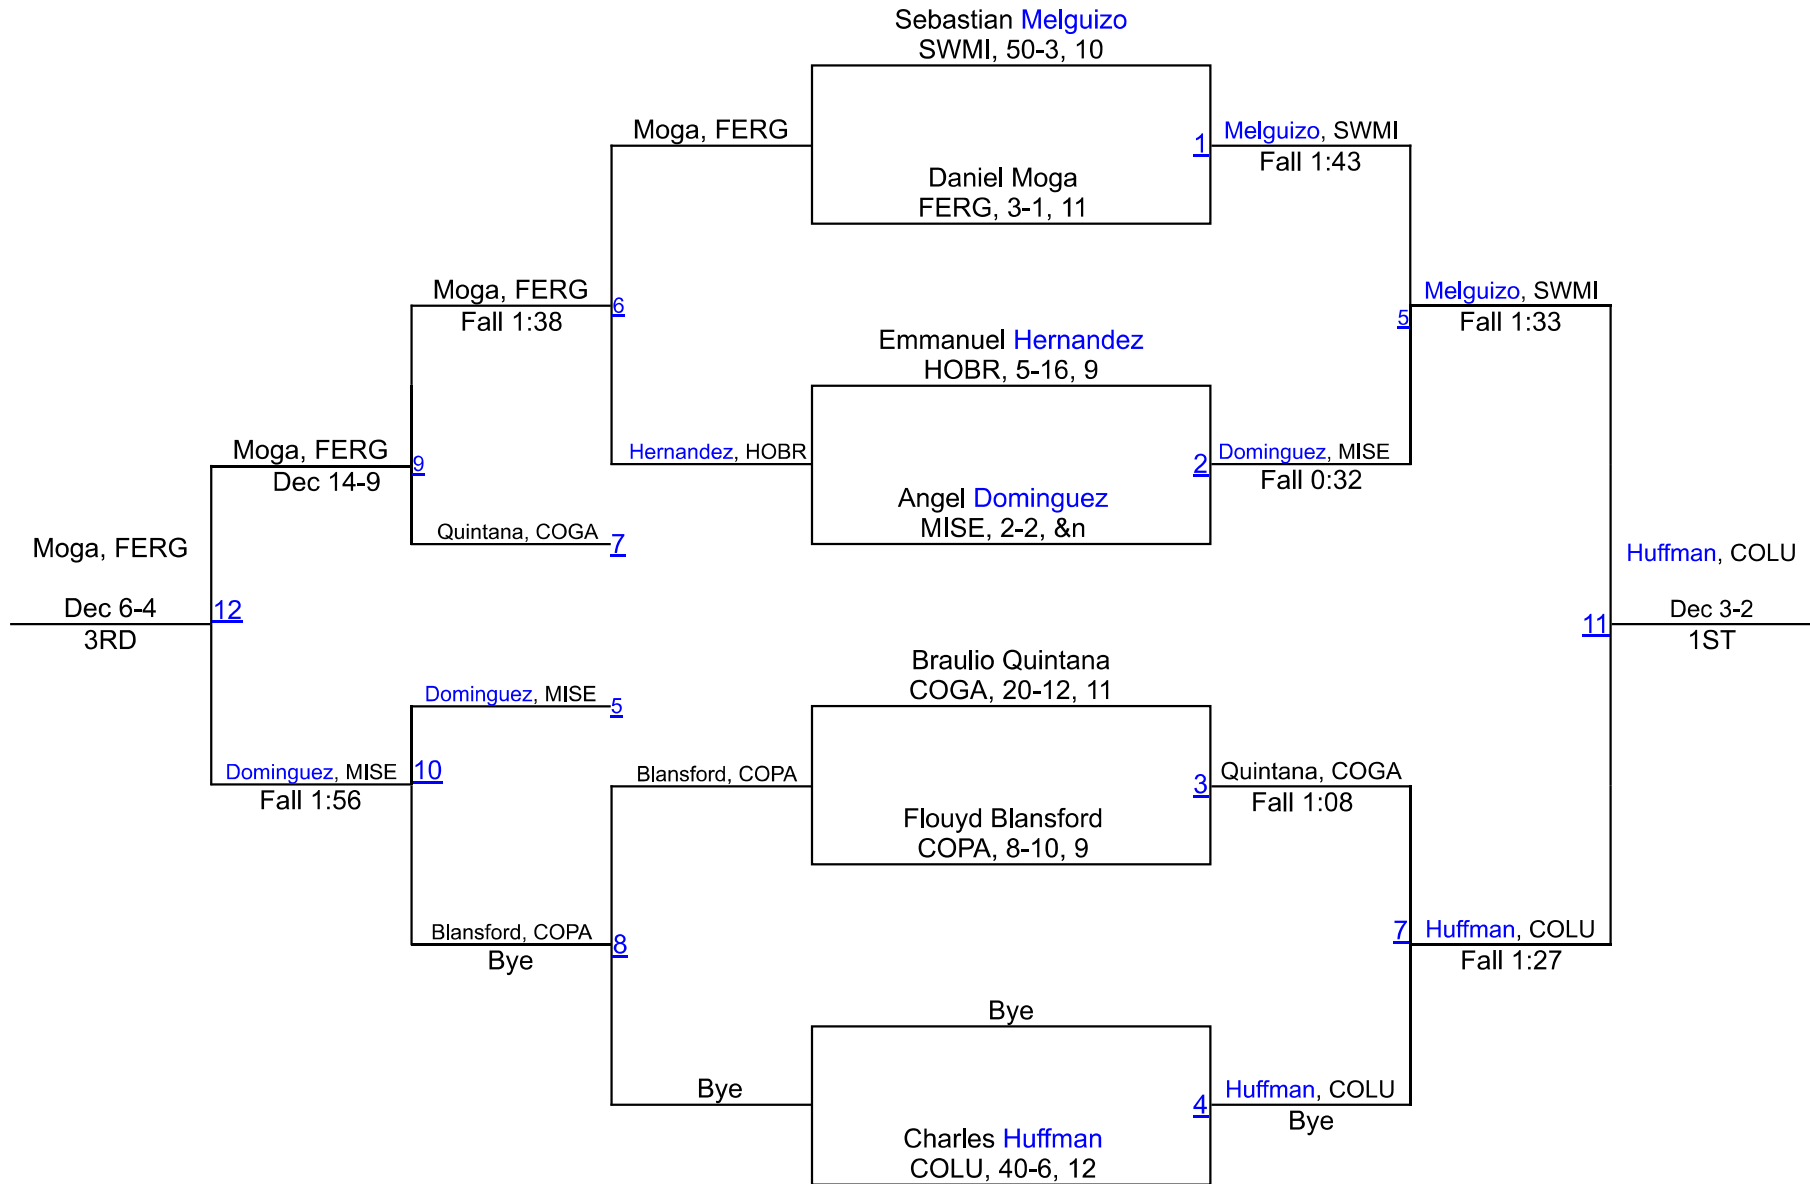 Sebastian Melguizo
SWMI, 50-3, 10
Moga, FERG
1
Melguizo, SWMI
Fall 1:43
Daniel Moga
FERG, 3-1, 11
Moga, FERG
Fall 1:38
6
Melguizo, SWMI
Fall 1:33
5
Emmanuel Hernandez
HOBR, 5-16, 9
Moga, FERG
Dec 14-9
9
Hernandez, HOBR
2
Dominguez, MISE
Fall 0:32
Angel Dominguez
MISE, 2-2, &n
Quintana, COGA
7
Moga, FERG
Dec 6-4
3RD
12
Huffman, COLU
11
Dec 3-2
1ST
Braulio Quintana
COGA, 20-12, 11
Dominguez, MISE
5
Dominguez, MISE
Fall 1:56
10
Blansford, COPA
3
Quintana, COGA
Fall 1:08
Flouyd Blansford
COPA, 8-10, 9
Blansford, COPA
Bye
8
7
Huffman, COLU
Fall 1:27
Bye
Bye
4
Huffman, COLU
Bye
Charles Huffman
COLU, 40-6, 12